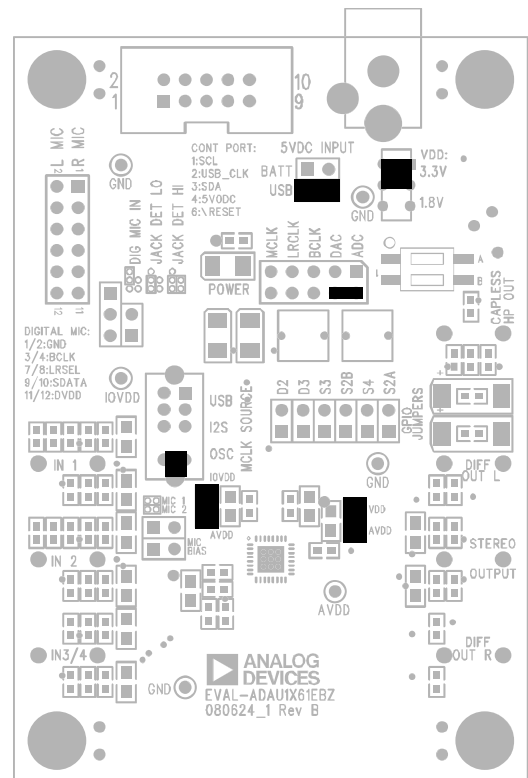 2
10
1
9
L MIC
R MIC
12
11
GND
CONT PORT:
1:SCL
2:USB_CLK
3:SDA
4:5VODC
6:\RESET
5VDC INPUT
BATT
USB
VDD:
3.3V
1.8V
GND
DIG MIC IN
JACK DET LO
JACK DET HI
POWER
MCLK
LRCLK
BCLK
DAC
ADC
A
B
1
CAPLESS
HP OUT
DIGITAL MIC:
1/2:GND
3/4:BCLK
7/8:LRSEL
9/10:SDATA
11/12:DVDD
IOVDD
USB
I2S
OSC
MCLK SOURCE
D2
D3
S3
S2B
S4
S2A
GPIO
JUMPERS
IN 1
IOVDD
AVDD
MIC 1
MIC 2
MIC
BIAS
VDD
AVDD
GND
DIFF
OUT L
IN 2
STEREO
OUTPUT
AVDD
IN3/4
DIFF
OUT R
GND
ANALOG
DEVICES
EVAL-ADAU1X61EBZ
080624_1 Rev B